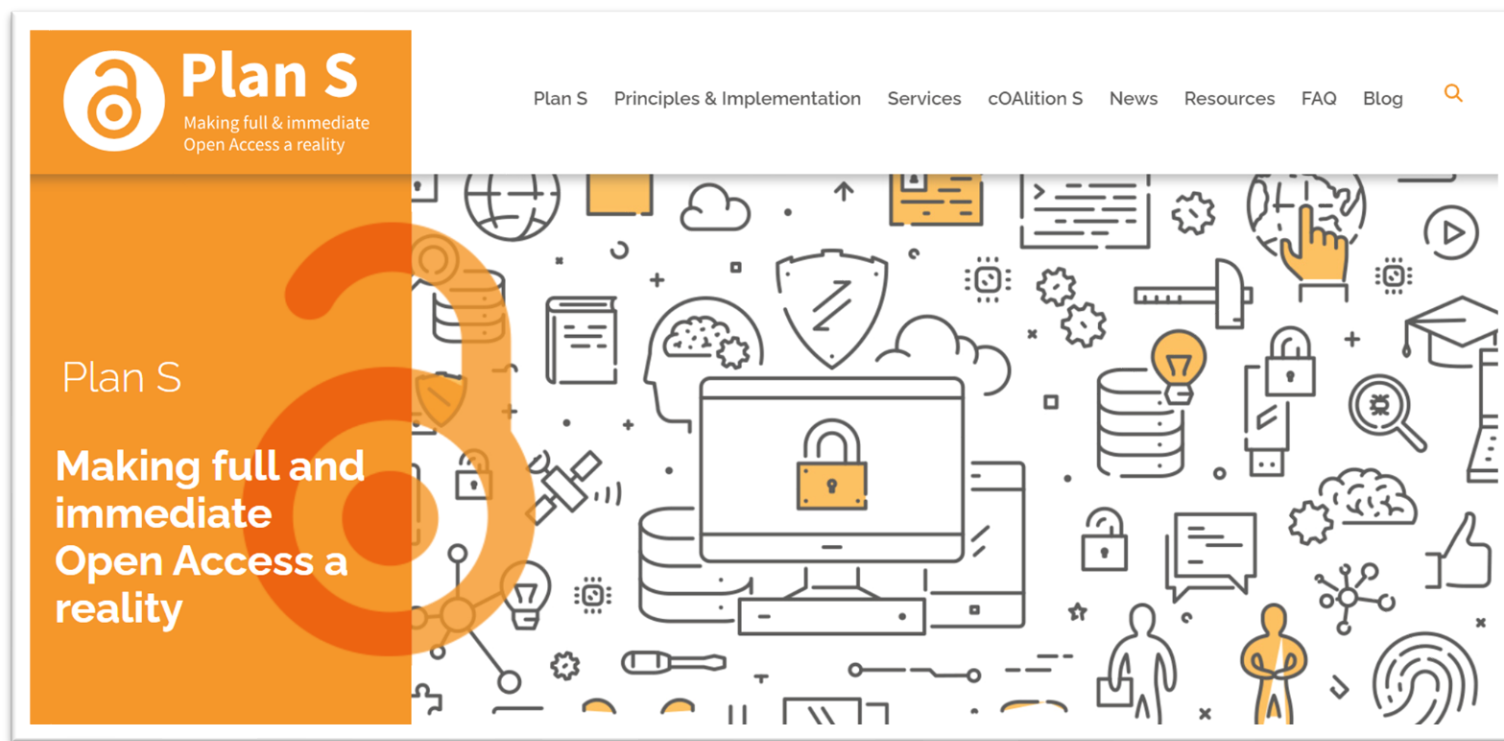 Plan S
Making full & immediate
Open Access a reality
Plan S Principles & Implementation Services cOAlition S News Resources FAQ Blog
Plan S
Making full and
immediate
Open Access a
reality